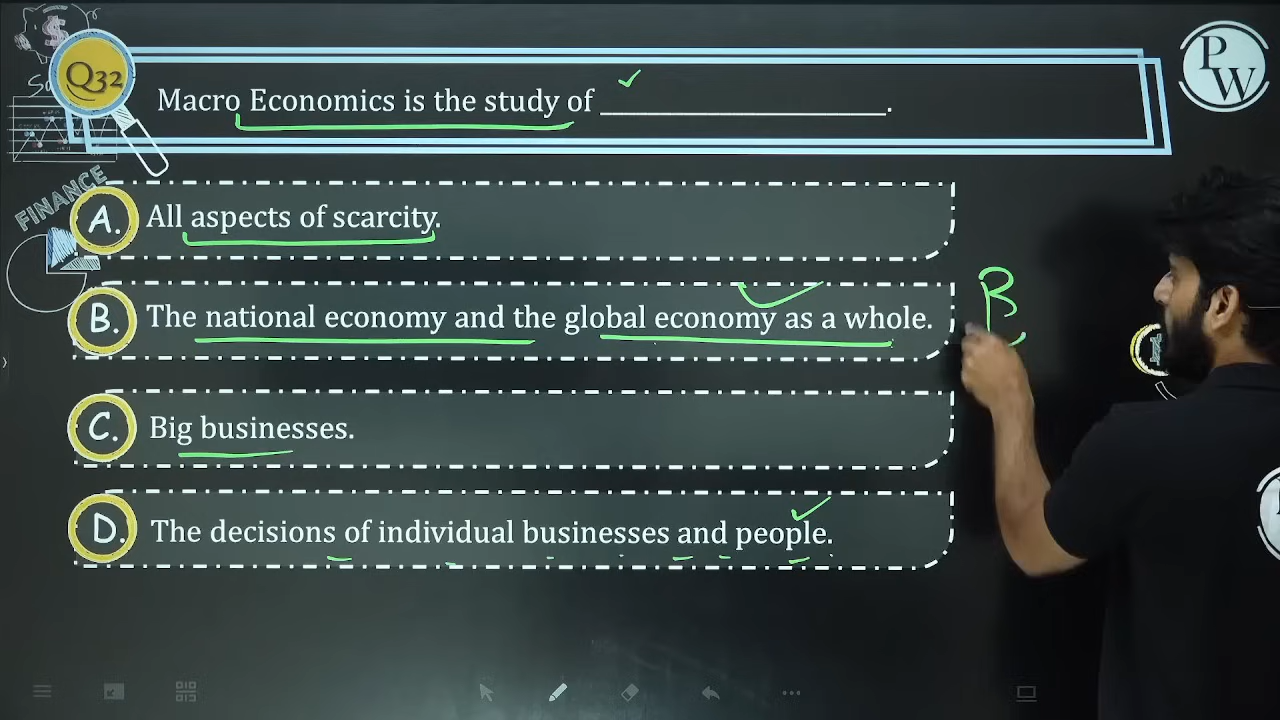 Q32
Macro Economics is the study of ____________________.
PW
FINANCE
A. All aspects of scarcity.
B. The national economy and the global economy as a whole.
B
C. Big businesses.
D. The decisions of individual businesses and people.